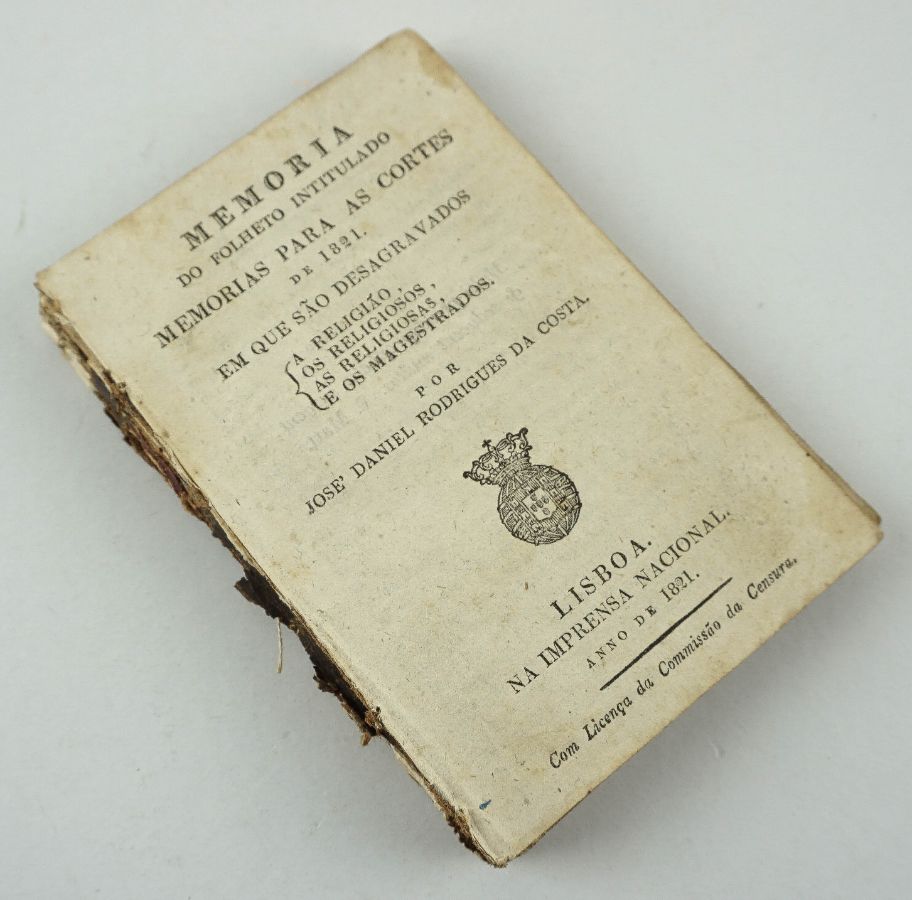 MEMORIA
DO FOLHETO INTITULADO
MEMORIAS PARA AS CORTES
DE 1821.
EM QUE SÃO DESAGRAVADOS
A RELIGIÃO,
OS RELIGIOSOS,
AS RELIGIOSAS,
E OS MAGESTRADOS.
POR
JOSE' DANIEL RODRIGUES DA COSTA.
LISBOA.
NA IMPRENSA NACIONAL.
ANNO DE 1821.
Com Licença da Commissão da Censura.